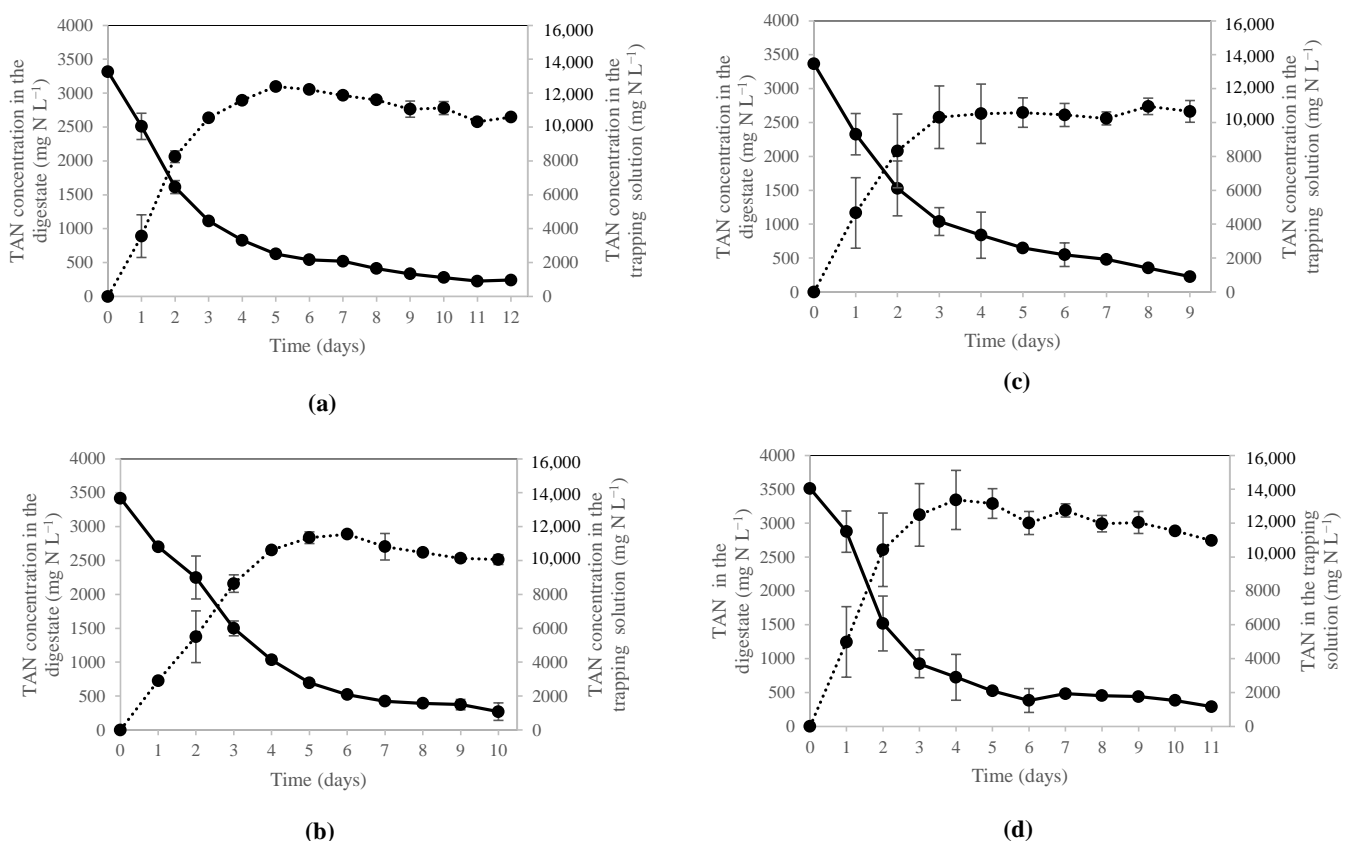 TAN concentration in the
digestate (mg N L⁻¹)
4000
3500
3000
2500
2000
1500
1000
500
0
16,000
14,000
12,000
10,000
8000
6000
4000
2000
0
TAN concentration in the
trapping solution (mg N L⁻¹)
0 1 2 3 4 5 6 7 8 9 10 11 12
Time (days)
(a)
TAN concentration in the
digestate (mg N L⁻¹)
4000
3500
3000
2500
2000
1500
1000
500
0
16,000
14,000
12,000
10,000
8000
6000
4000
2000
0
TAN concentration in the
trapping solution (mg N L⁻¹)
0 1 2 3 4 5 6 7 8 9
Time (days)
(c)
TAN concentration in the
digestate (mg N L⁻¹)
4000
3500
3000
2500
2000
1500
1000
500
0
16,000
14,000
12,000
10,000
8000
6000
4000
2000
0
TAN concentration in the
trapping solution (mg N L⁻¹)
0 1 2 3 4 5 6 7 8 9 10
Time (days)
(b)
TAN in the
digestate (mg N L⁻¹)
4000
3500
3000
2500
2000
1500
1000
500
0
16,000
14,000
12,000
10,000
8000
6000
4000
2000
0
TAN in the trapping
solution (mg N L⁻¹)
0 1 2 3 4 5 6 7 8 9 10 11
Time (days)
(d)